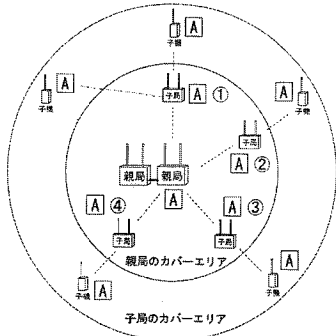 子機 A
子機 A
A 子機
子局 A ①
子局
A ②
親局 親局
A
A ④
A ③
子局
子局
親局のカバーエリア
子機 A
子機 A
子局のカバーエリア